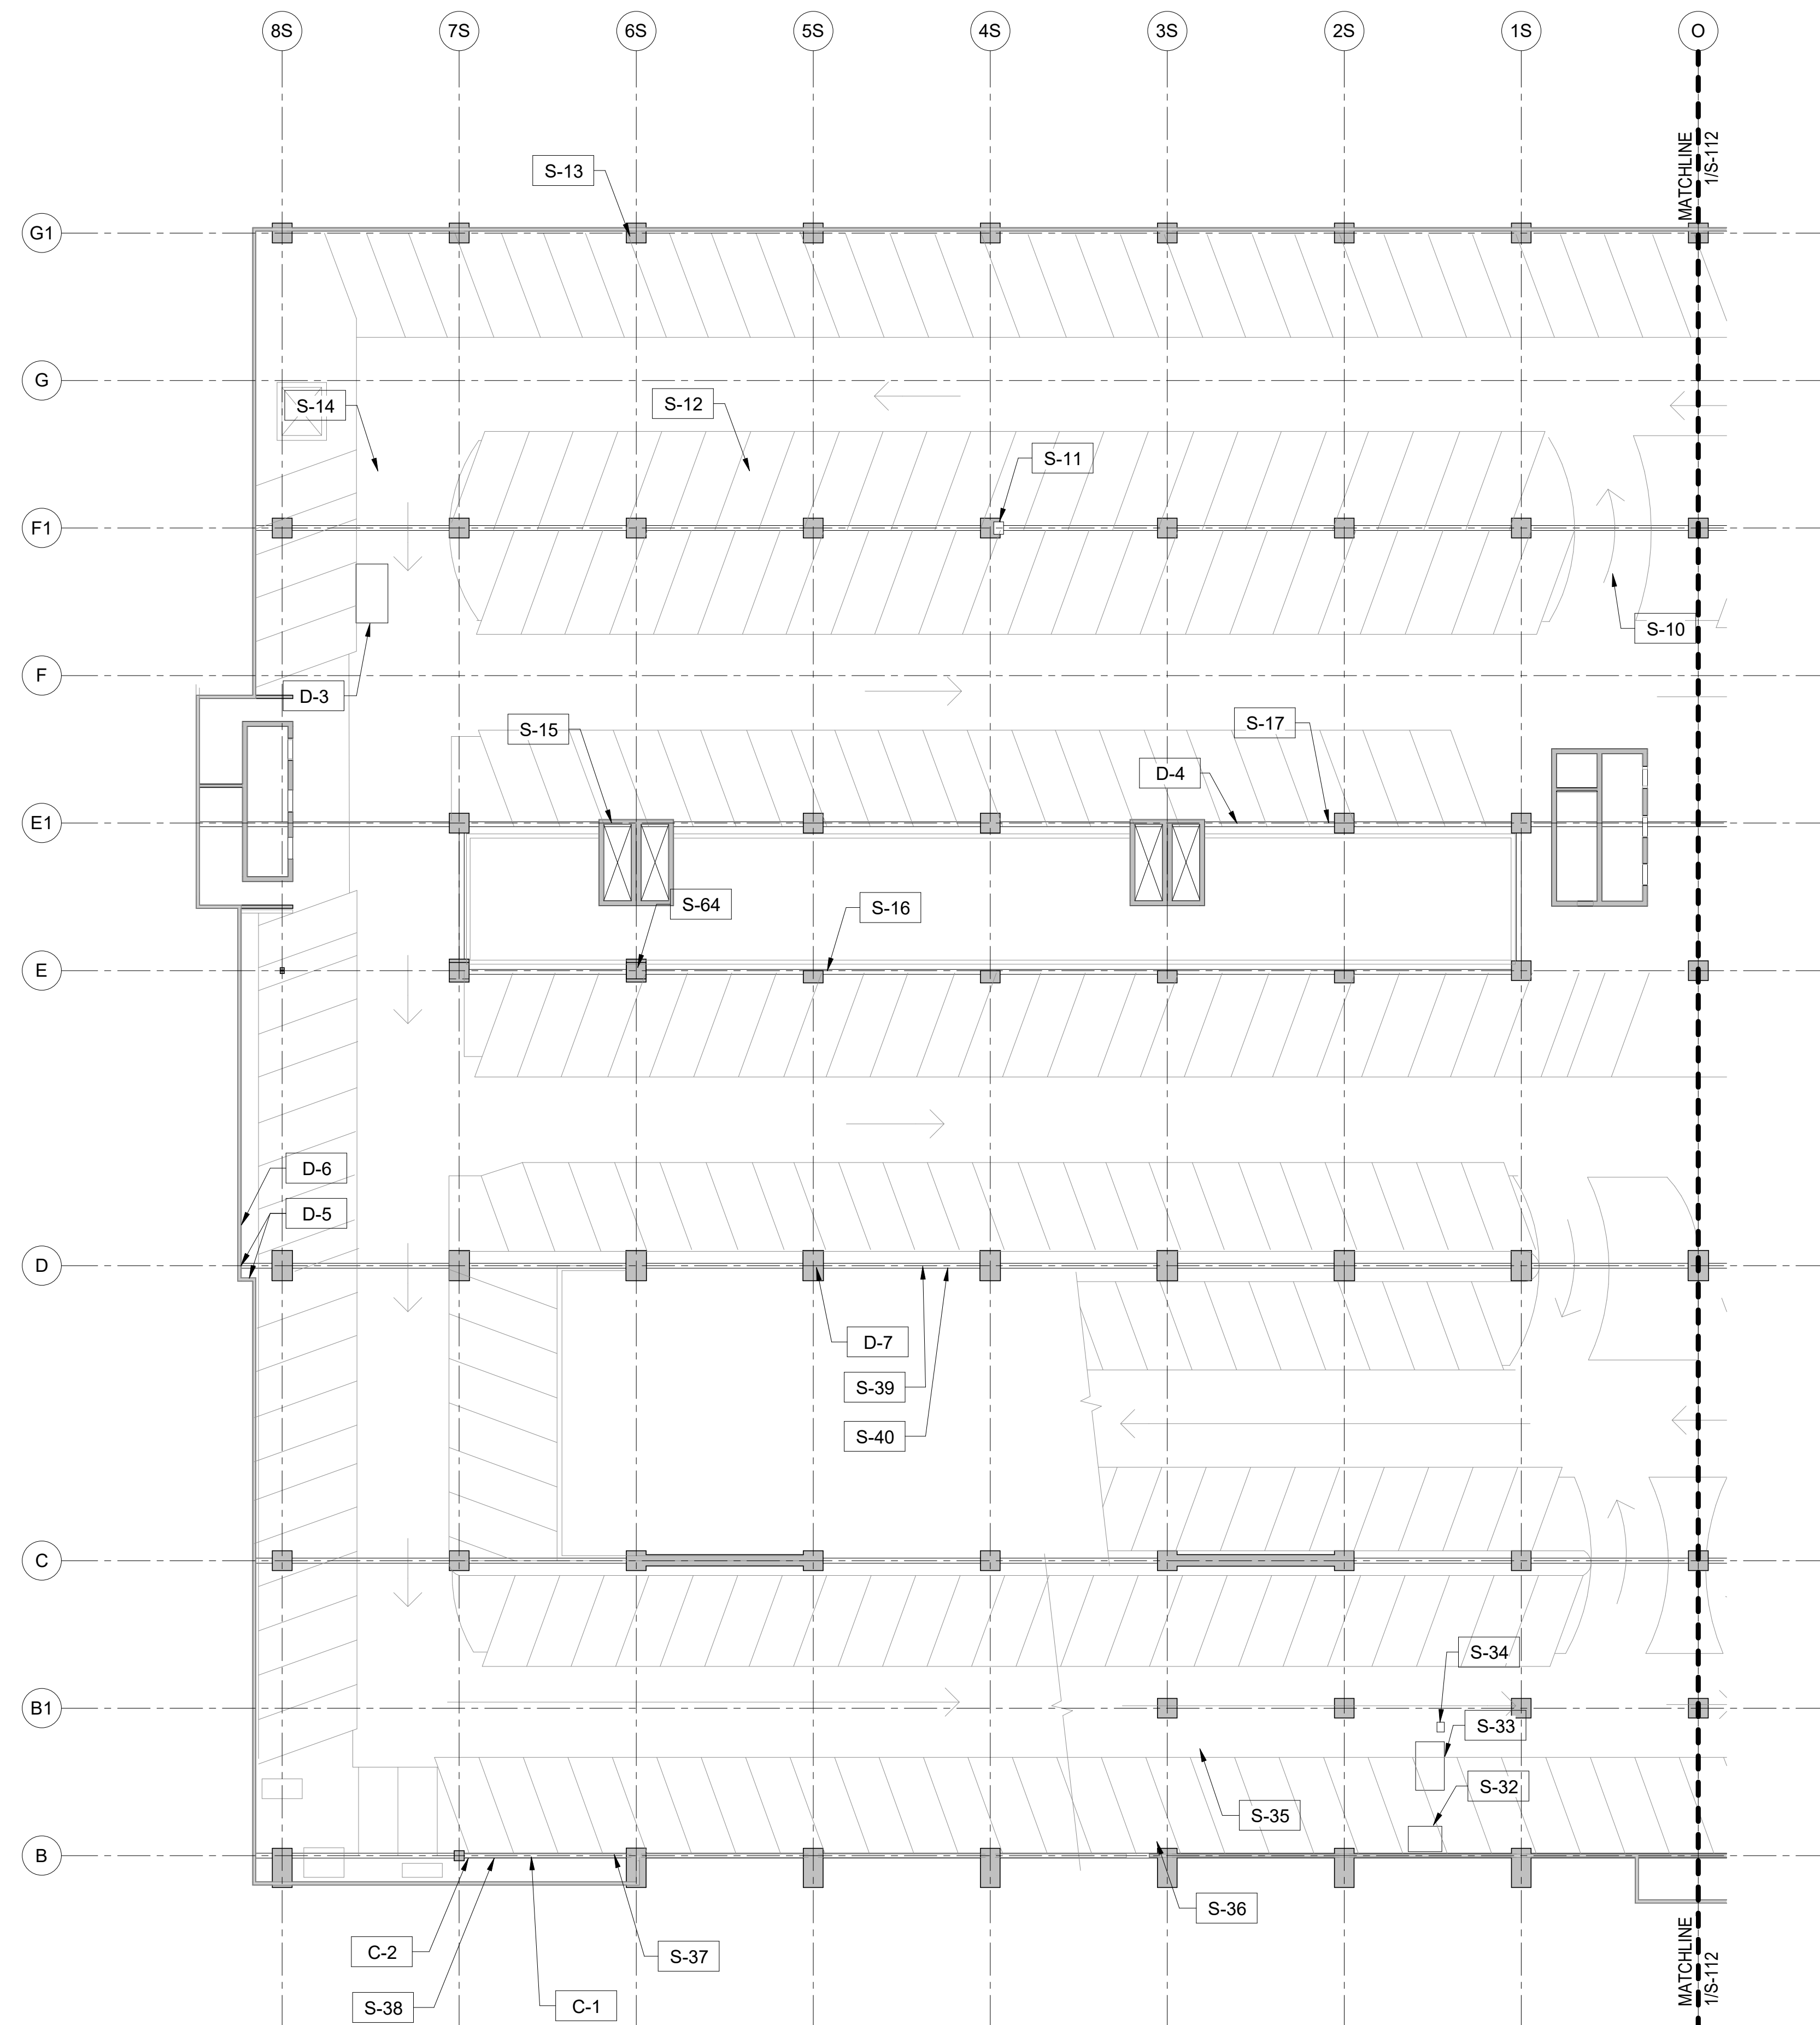 8S
7S
6S
5S
4S
3S
2S
1S
O
MATCHLINE
1/S-112
S-13
G1
G
S-14
S-12
S-11
F1
S-10
F
D-3
S-15
S-17
D-4
E1
S-64
S-16
E
D-6
D-5
D
D-7
S-39
S-40
C
S-34
B1
S-33
S-32
S-35
B
S-36
C-2
S-37
S-38
C-1
MATCHLINE
1/S-112